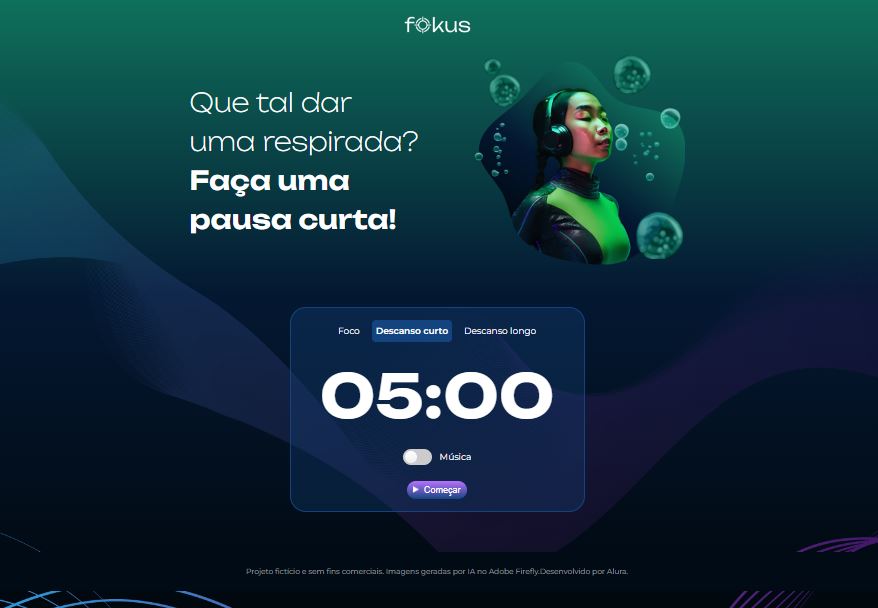 fokus
Que tal dar
uma respirada?
Faça uma
pausa curta!
Foco Descanso curto Descanso longo
05:00
Música
Começar
Projeto fictício e sem fins comerciais. Imagens geradas por IA no Adobe Firefly.Desenvolvido por Alura.